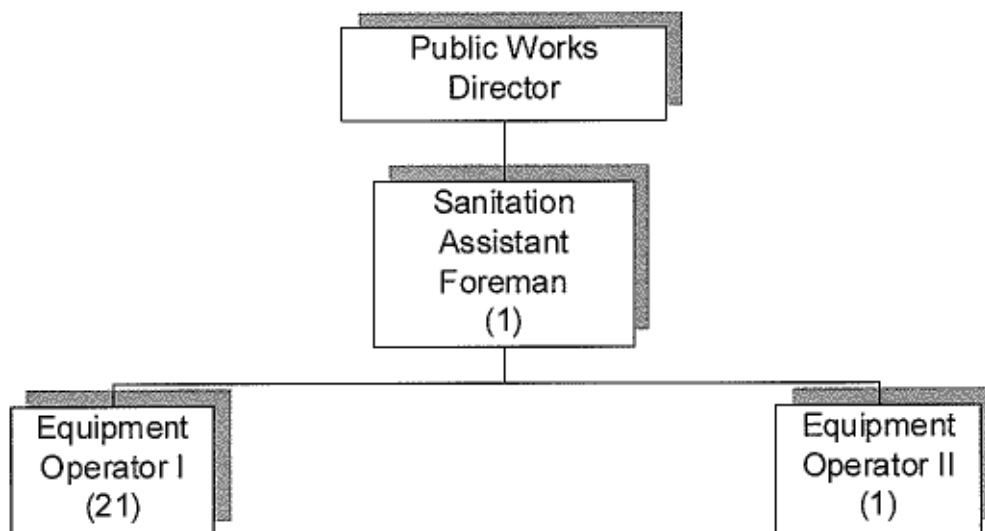 Public Works
Director
Sanitation
Assistant
Foreman
(1)
Equipment
Operator I
(21)
Equipment
Operator II
(1)